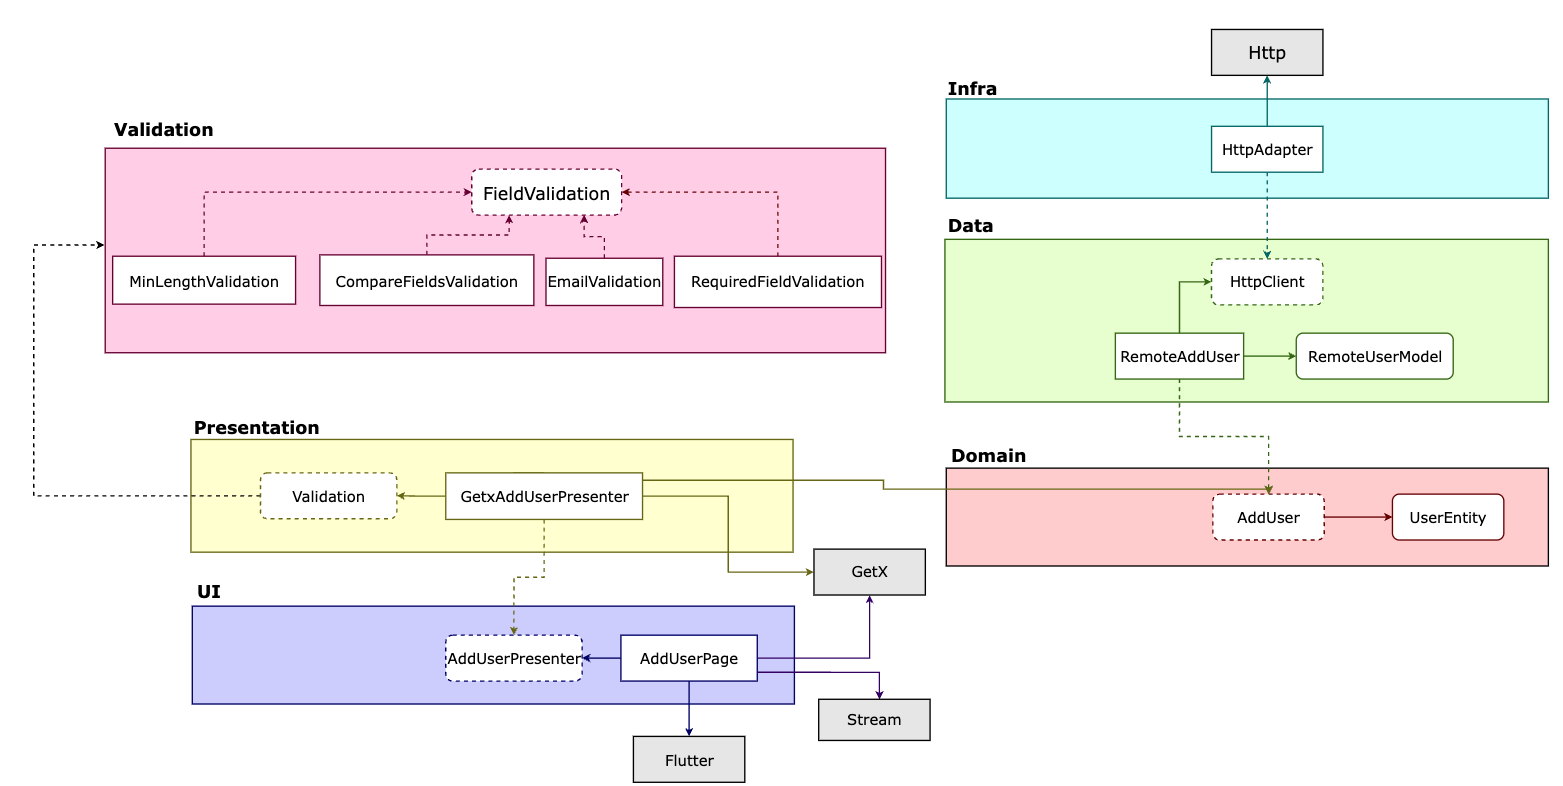 Http
Infra
HttpAdapter
Validation
FieldValidation
MinLengthValidation
CompareFieldsValidation
EmailValidation
RequiredFieldValidation
Data
HttpClient
RemoteAddUser
RemoteUserModel
Presentation
Validation
GetxAddUserPresenter
Domain
AddUser
UserEntity
GetX
UI
AddUserPresenter
AddUserPage
Stream
Flutter